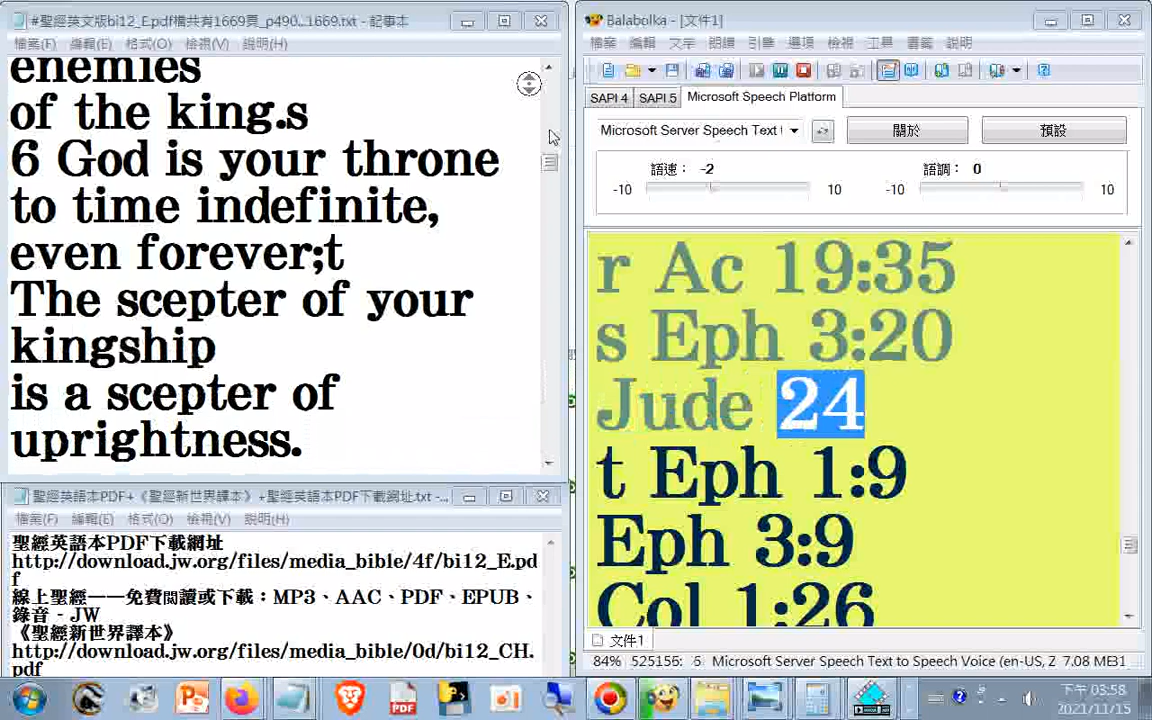 #聖經英文版bi12_E.pdf檔共有1669頁_p490...1669.txt - 記事本
檔案(F) 編輯(E) 格式(O) 檢視(V) 說明(H)
enemies
of the king.s
6 God is your throne
to time indefinite,
even forever;t
The scepter of your
kingship
is a scepter of
uprightness.
聖經英語本PDF+《聖經新世界譯本》+聖經英語本PDF下載網址.txt -...
檔案(F) 編輯(E) 格式(O) 檢視(V) 說明(H)
聖經英語本PDF下載網址
http://download.jw.org/files/media_bible/4f/bi12_E.pd
f
線上聖經——免費閱讀或下載：MP3、AAC、PDF、EPUB、
錄音 - JW
《聖經新世界譯本》
http://download.jw.org/files/media_bible/0d/bi12_CH.
pdf
Balabolka - [文件1]
檔案 編輯 文字 朗讀 引擎 選項 檢視 工具 書籤 說明
SAPI 4 SAPI 5 Microsoft Speech Platform
Microsoft Server Speech Text 關於 預設
語速： -2 語調： 0
-10 10 -10 10
r Ac 19:35
s Eph 3:20
Jude 24
t Eph 1:9
Eph 3:9
Col 1:26
文件1
84% 525155: 6 Microsoft Server Speech Text to Speech Voice (en-US, Z 7.08 MB1
PDF
下午 03:58
2021/11/15